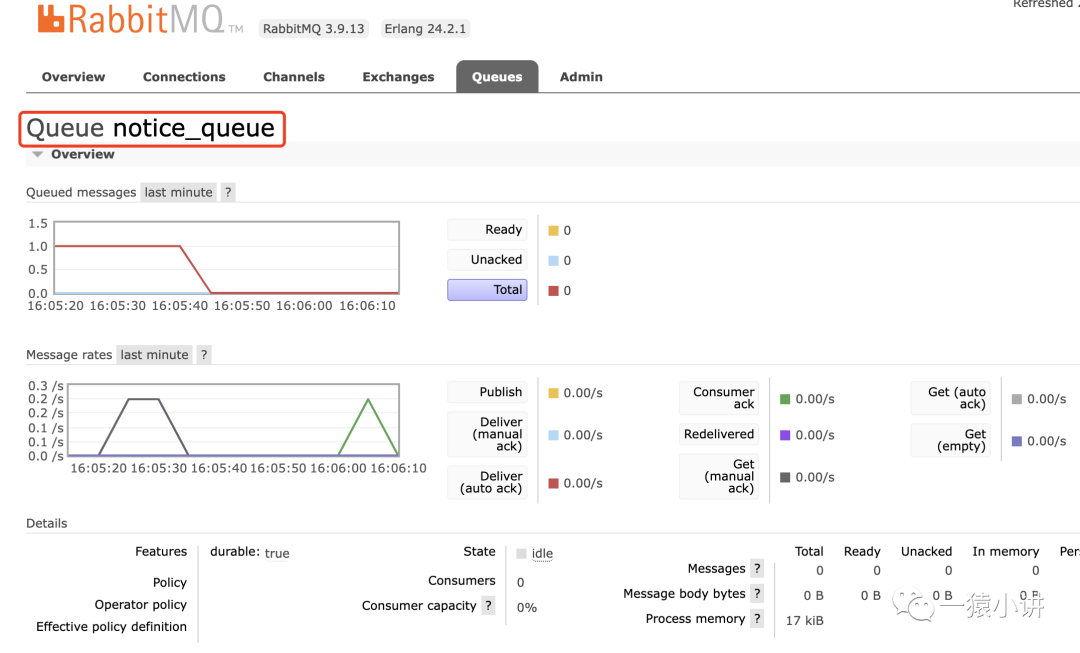 Refreshed
RabbitMQ TM RabbitMQ 3.9.13 Erlang 24.2.1
Overview Connections Channels Exchanges Queues Admin
Queue notice_queue
Overview
Queued messages last minute ?
1.5
1.0
0.5
0.0
16:05:20 16:05:30 16:05:40 16:05:50 16:06:00 16:06:10
Ready 0
Unacked 0
Total 0
Message rates last minute ?
0.3 /s
0.2 /s
0.2 /s
0.1 /s
0.1 /s
0.0 /s
16:05:20 16:05:30 16:05:40 16:05:50 16:06:00 16:06:10
Publish 0.00/s
Deliver
(manual
ack) 0.00/s
Deliver
(auto ack) 0.00/s
Consumer
ack 0.00/s
Redelivered 0.00/s
Get
(manual
ack) 0.00/s
Get (auto
ack) 0.00/s
Get
(empty) 0.00/s
Details
Features durable: true
Policy
Operator policy
Effective policy definition
State idle
Consumers 0
Consumer capacity ? 0%
Total Ready Unacked In memory
Messages ? 0 0 0 0
Message body bytes ? 0 B 0 B 0 B 0 B
Process memory ? 17 kiB
一猿小讲